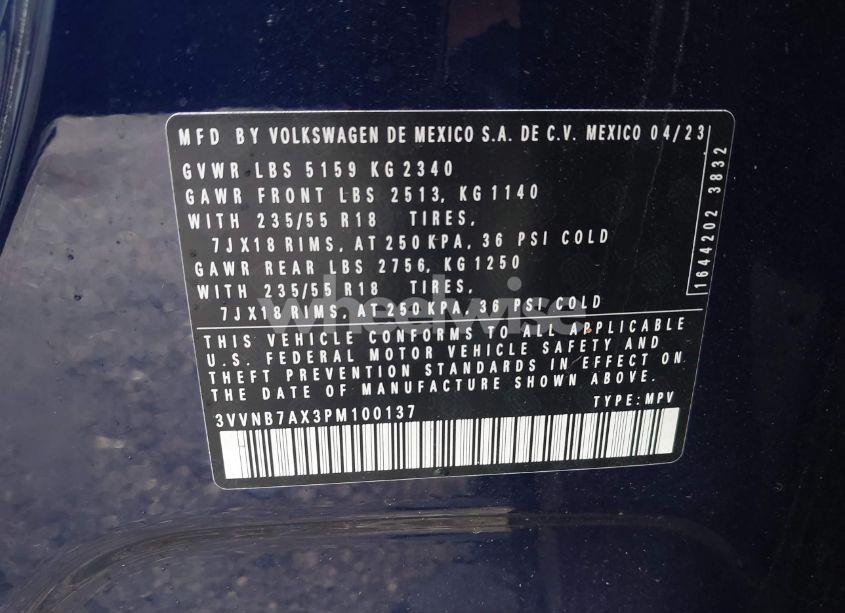 MFD BY VOLKSWAGEN DE MEXICO S.A. DE C.V. MEXICO 04/23
GVWR LBS 5159 KG 2340
GAWR FRONT LBS 2513, KG 1140
WITH 235/55 R18 TIRES,
7JX18 RIMS, AT 250 KPA, 36 PSI COLD
GAWR REAR LBS 2756, KG 1250
WITH 235/55 R18 TIRES,
7JX18 RIMS, AT 250 KPA, 36 PSI COLD
1644202 3832
wheelwise
THIS VEHICLE CONFORMS TO ALL APPLICABLE
U.S. FEDERAL MOTOR VEHICLE SAFETY AND
THEFT PREVENTION STANDARDS IN EFFECT ON
THE DATE OF MANUFACTURE SHOWN ABOVE.
3VVNB7AX3PM100137 TYPE: MPV